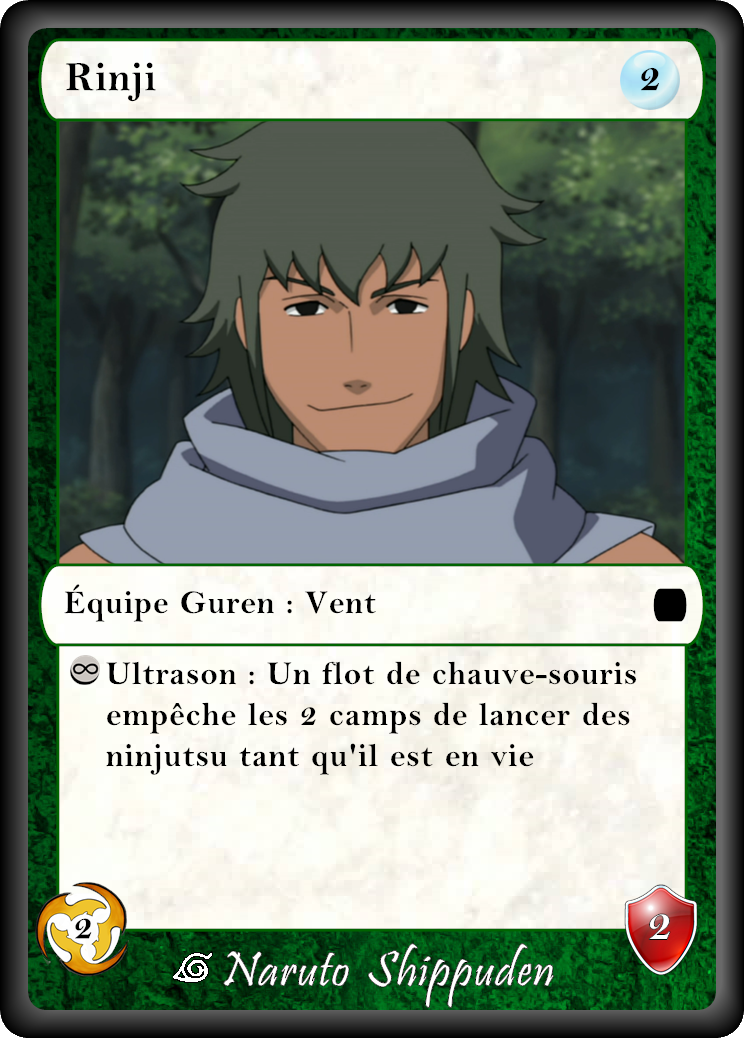 Rinji 2
Équipe Guren : Vent
∞ Ultrason : Un flot de chauve-souris
empêche les 2 camps de lancer des
ninjutsu tant qu'il est en vie
2 2
Naruto Shippuden